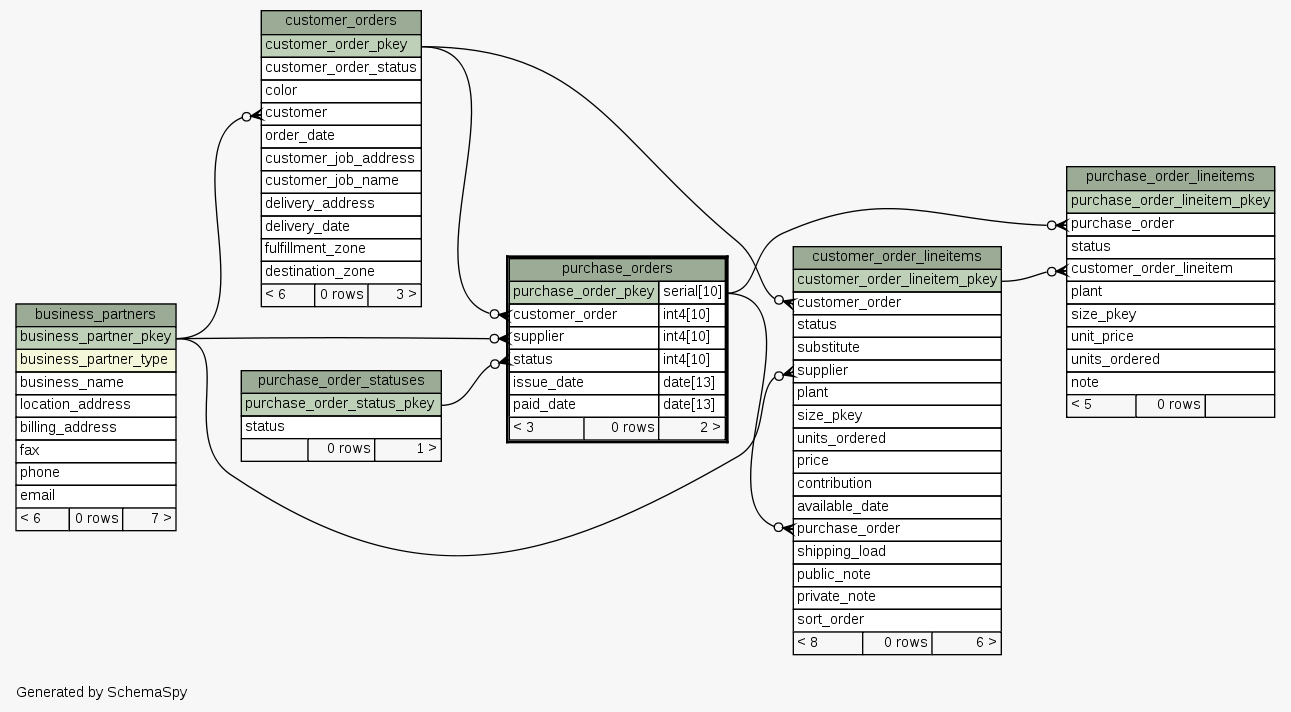 customer_orders
customer_order_pkey
customer_order_status
color
customer
order_date
customer_job_address
customer_job_name
delivery_address
delivery_date
fulfillment_zone
destination_zone
< 6 0 rows 3 >
business_partners
business_partner_pkey
business_partner_type
business_name
location_address
billing_address
fax
phone
email
< 6 0 rows 7 >
purchase_order_statuses
purchase_order_status_pkey
status
0 rows 1 >
purchase_orders
purchase_order_pkey serial[10]
customer_order int4[10]
supplier int4[10]
status int4[10]
issue_date date[13]
paid_date date[13]
< 3 0 rows 2 >
customer_order_lineitems
customer_order_lineitem_pkey
customer_order
status
substitute
supplier
plant
size_pkey
units_ordered
price
contribution
available_date
purchase_order
shipping_load
public_note
private_note
sort_order
< 8 0 rows 6 >
purchase_order_lineitems
purchase_order_lineitem_pkey
purchase_order
status
customer_order_lineitem
plant
size_pkey
unit_price
units_ordered
note
< 5 0 rows
Generated by SchemaSpy